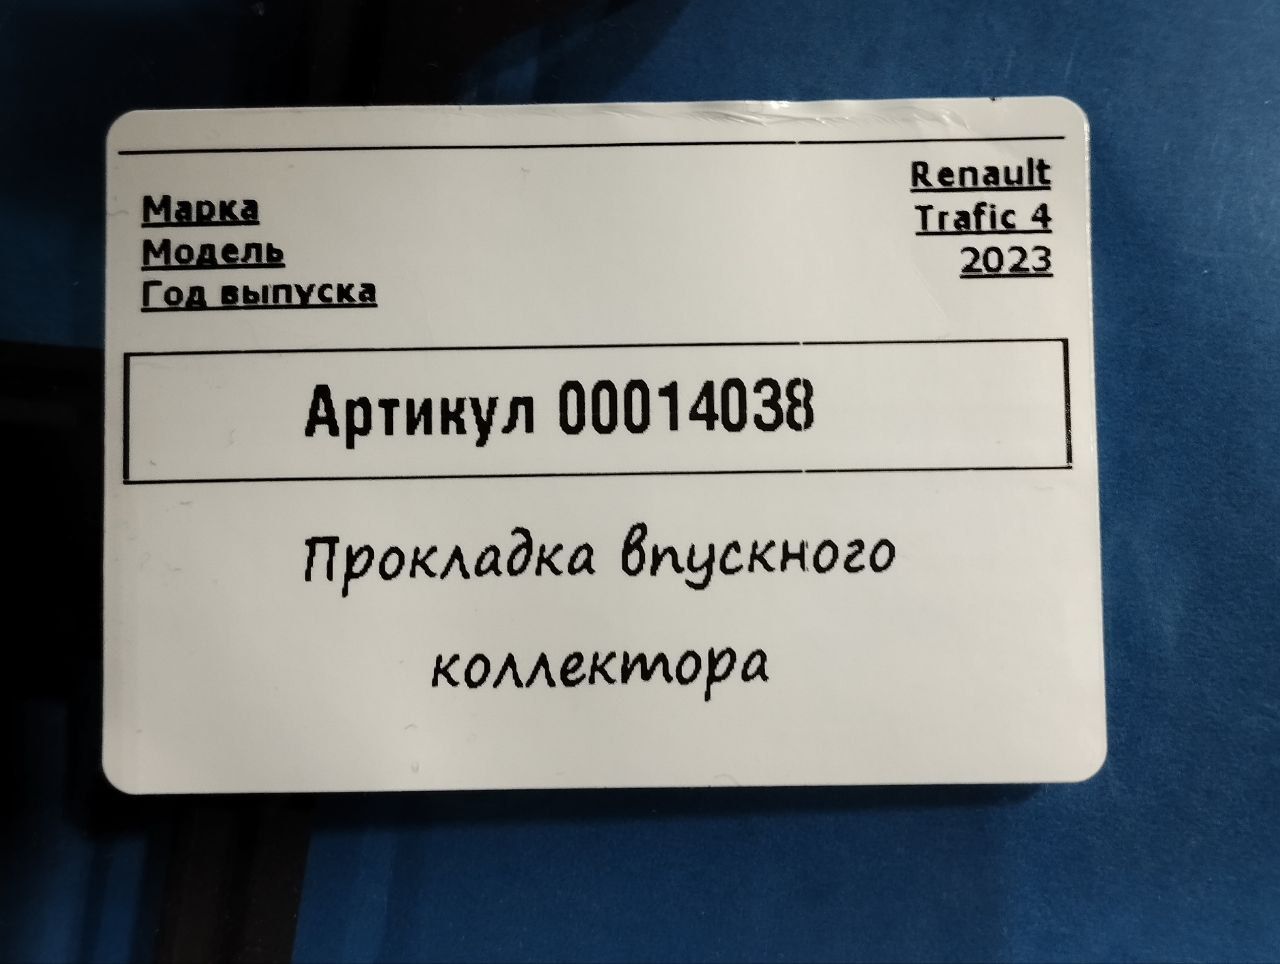 Марка Renault
Модель Trafic 4
Год выпуска 2023
Артикул 00014038
Прокладка впускного
коллектора